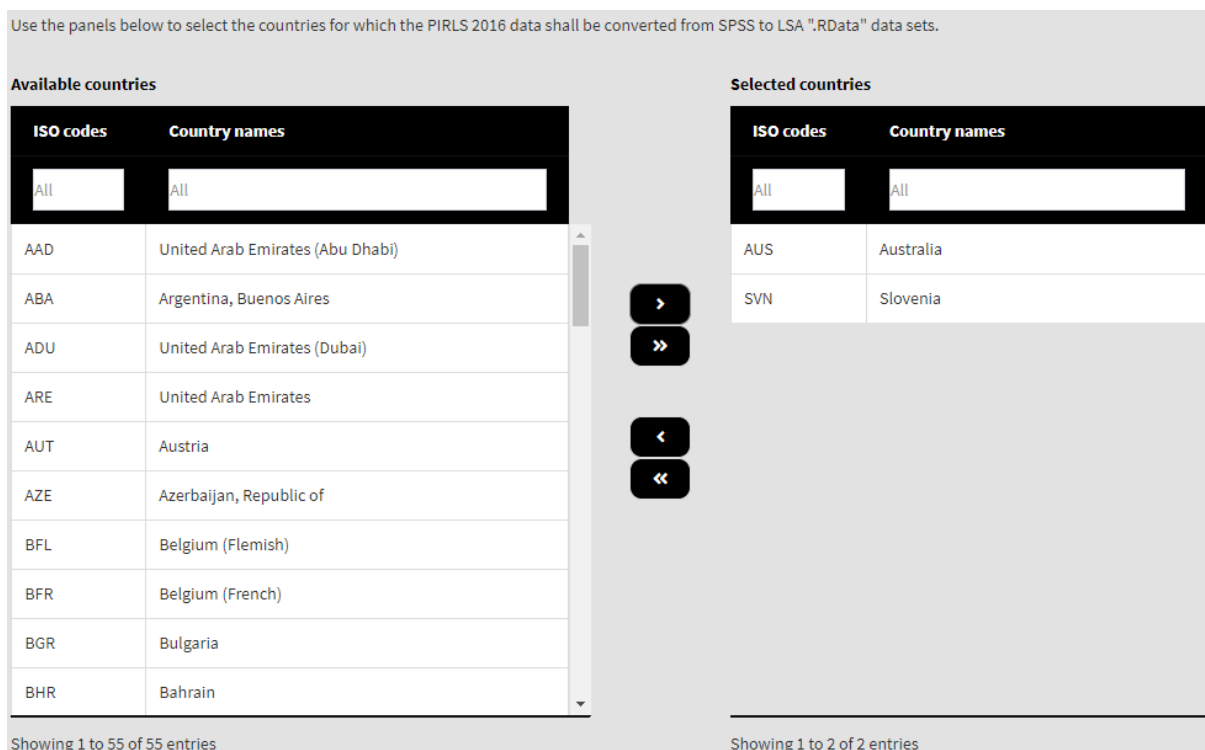 Use the panels below to select the countries for which the PIRLS 2016 data shall be converted from SPSS to LSA ".RData" data sets.
Available countries
ISO codes Country names
All All
AAD United Arab Emirates (Abu Dhabi)
ABA Argentina, Buenos Aires
ADU United Arab Emirates (Dubai)
ARE United Arab Emirates
AUT Austria
AZE Azerbaijan, Republic of
BFL Belgium (Flemish)
BFR Belgium (French)
BGR Bulgaria
BHR Bahrain
Showing 1 to 55 of 55 entries
Selected countries
ISO codes Country names
All All
AUS Australia
SVN Slovenia
Showing 1 to 2 of 2 entries